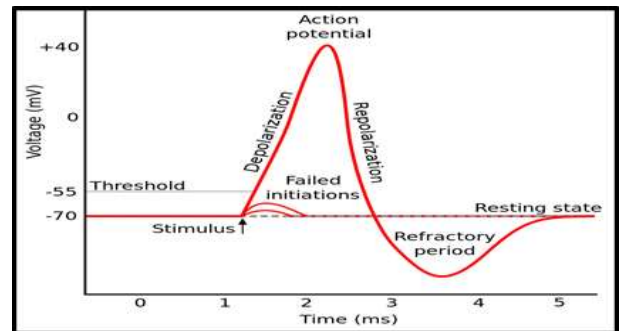 Action
potential
+40
Voltage (mV)
0
Depolarization
Repolarization
Failed
initiations
-55
Threshold
-70
Resting state
Stimulus
Refractory
period
0 1 2 3 4 5
Time (ms)